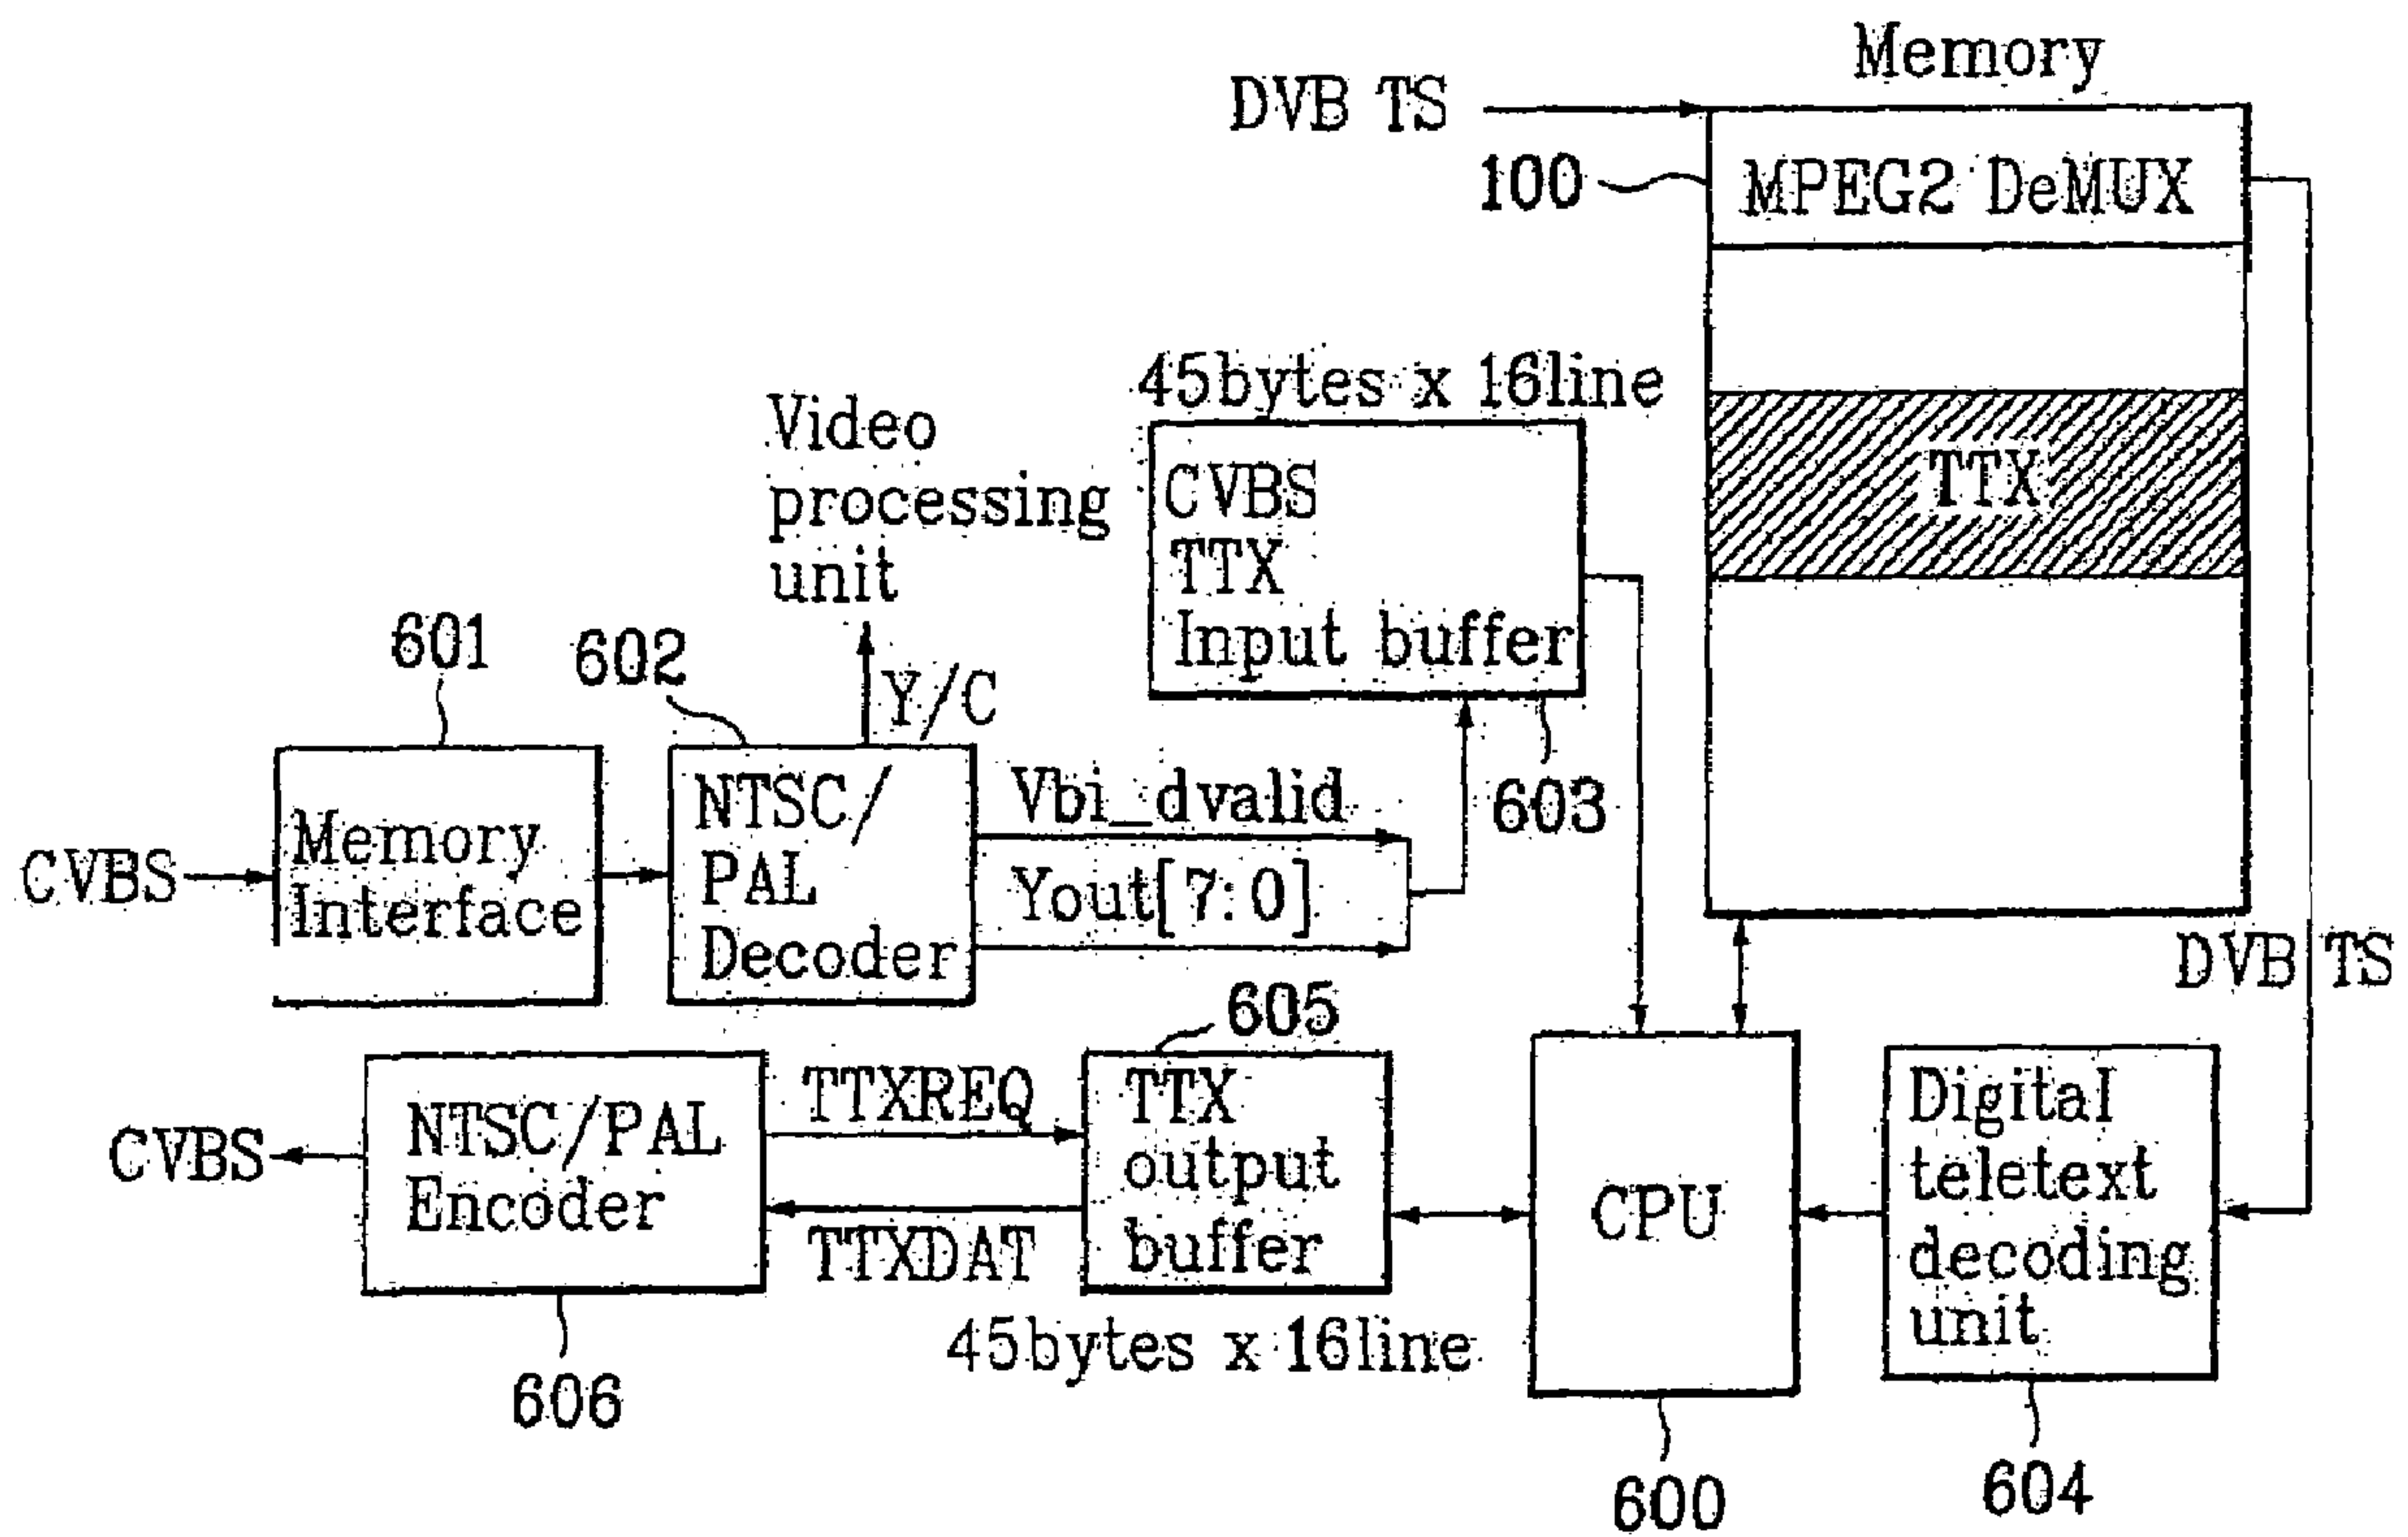 Memory
DVB TS
100
MPEG2 DeMUX
TTX
45bytes x 16line
CVBS
TTX
Input buffer
603
Video
processing
unit
Y/C
601
602
CVBS
Memory
Interface
NTSC/
PAL
Decoder
Vbi_dvalid
Yout[7:0]
DVB TS
605
CVBS
NTSC/PAL
Encoder
606
TTXREQ
TTXDAT
TTX
output
buffer
45bytes x 16line
CPU
600
Digital
teletext
decoding
unit
604